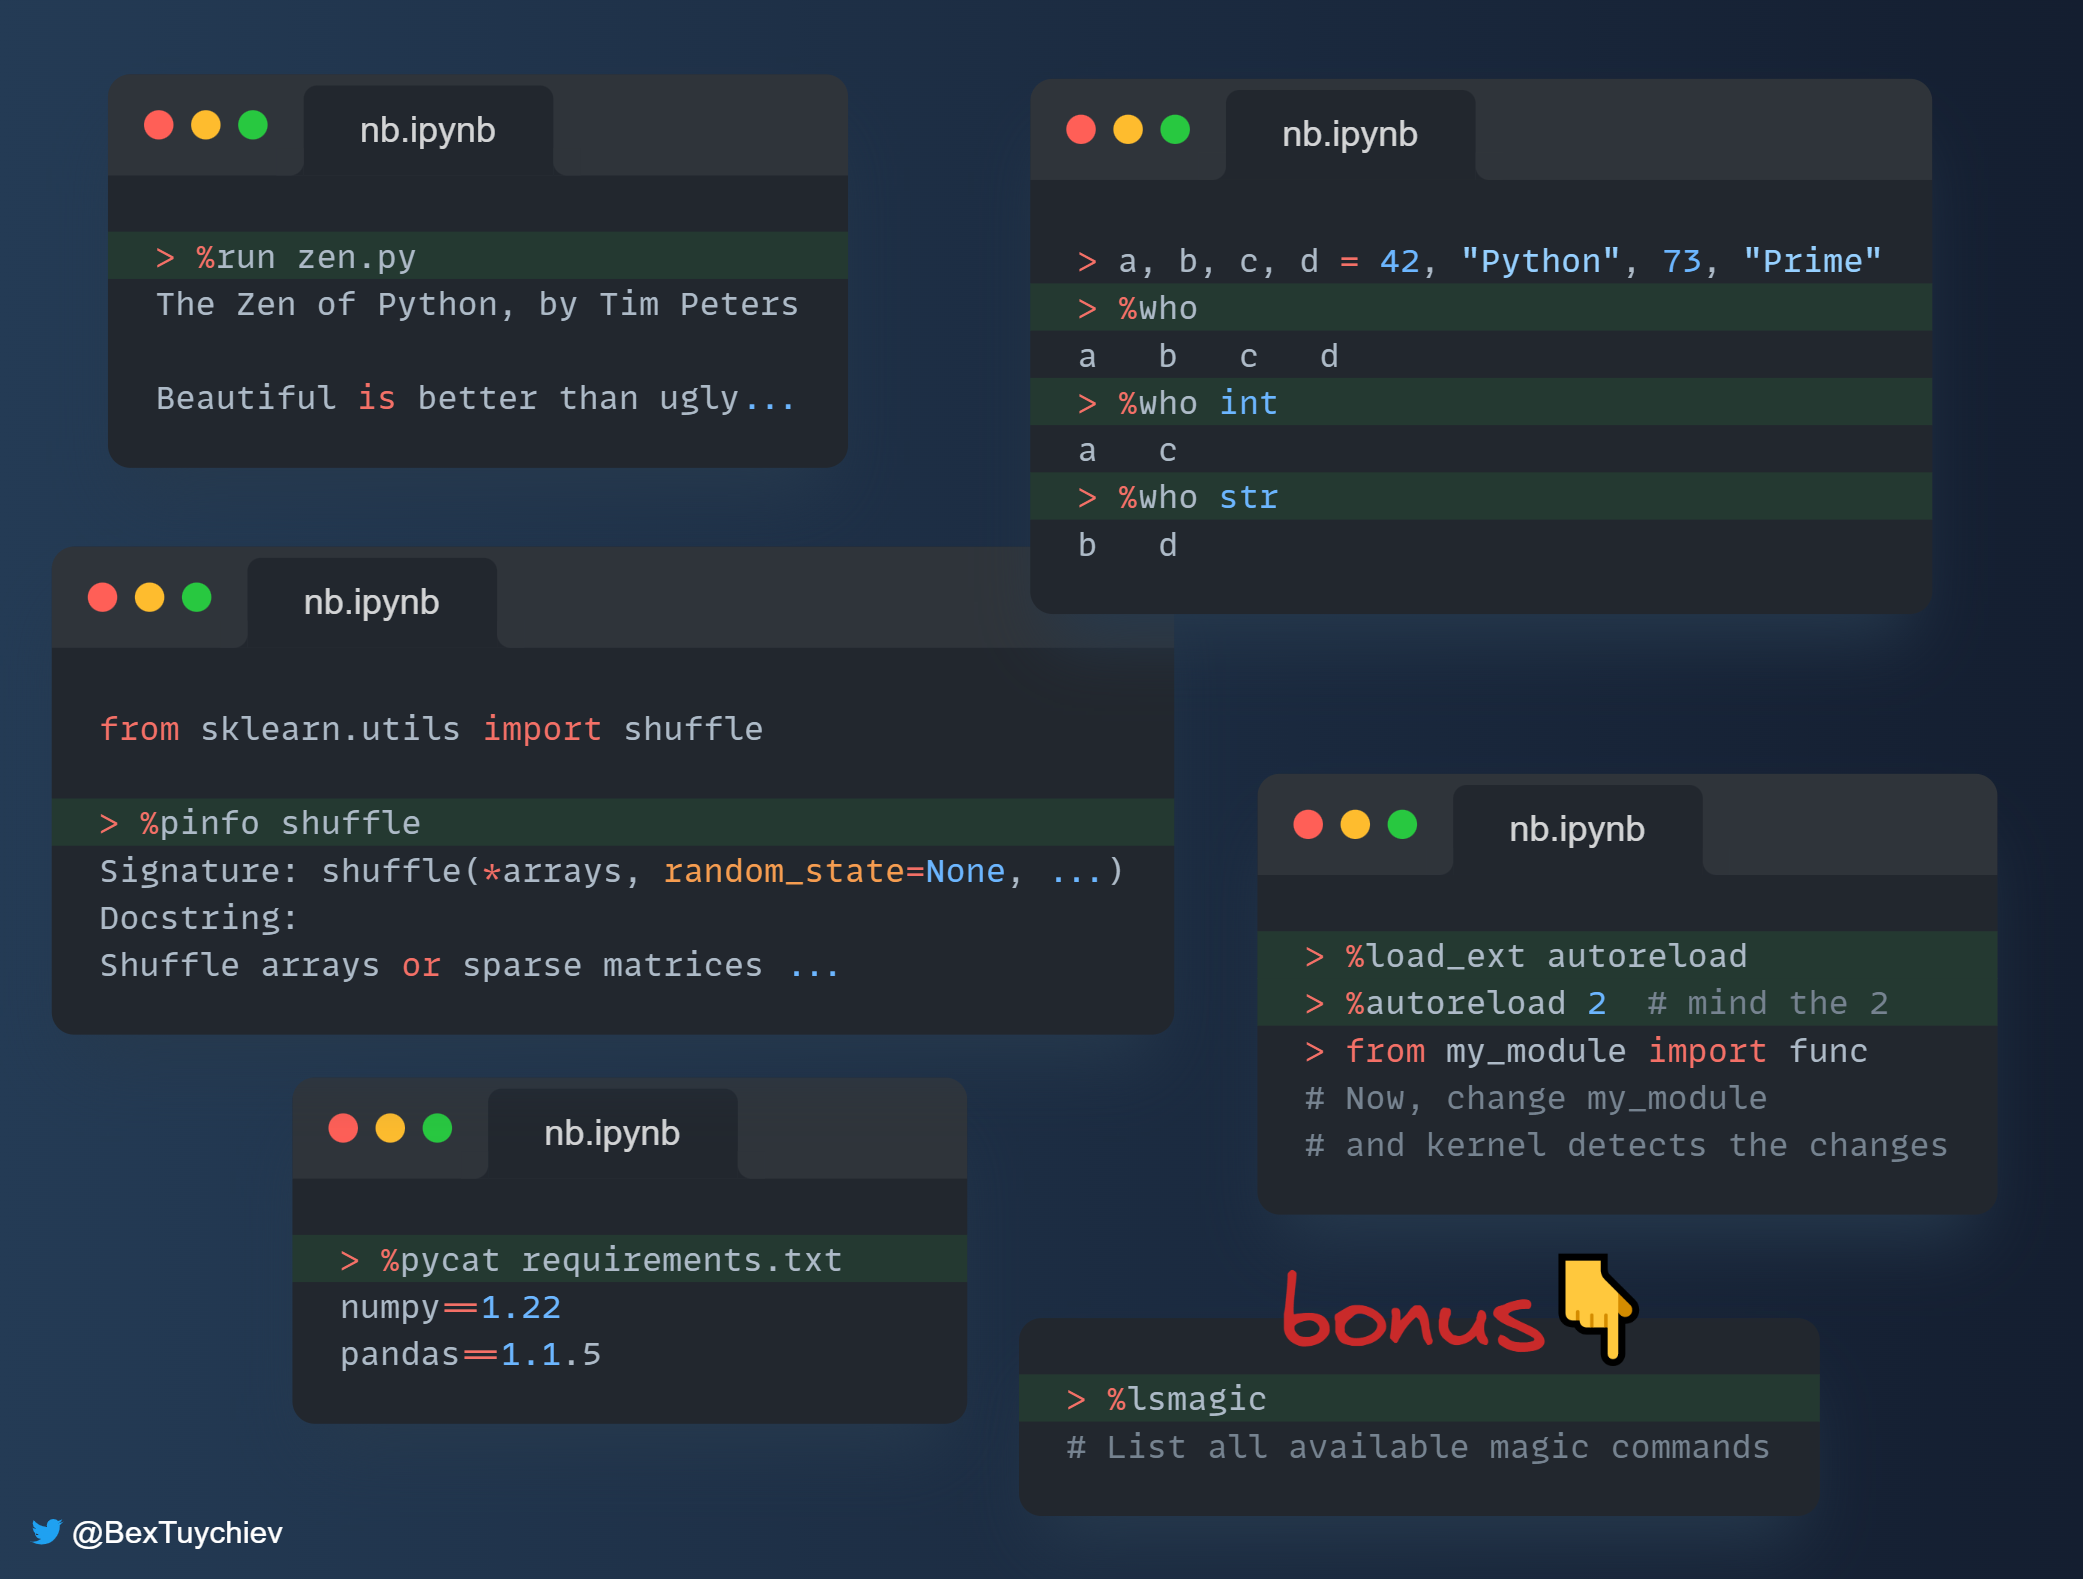 nb.ipynb
> %run zen.py
The Zen of Python, by Tim Peters
Beautiful is better than ugly...
nb.ipynb
> a, b, c, d = 42, "Python", 73, "Prime"
> %who
a b c d
> %who int
a c
> %who str
b d
nb.ipynb
from sklearn.utils import shuffle
> %pinfo shuffle
Signature: shuffle(*arrays, random_state=None, ...)
Docstring:
Shuffle arrays or sparse matrices ...
nb.ipynb
> %load_ext autoreload
> %autoreload 2 # mind the 2
> from my_module import func
# Now, change my_module
# and kernel detects the changes
nb.ipynb
> %pycat requirements.txt
numpy==1.22
pandas==1.1.5
bonus
> %lsmagic
# List all available magic commands
@BexTuychiev